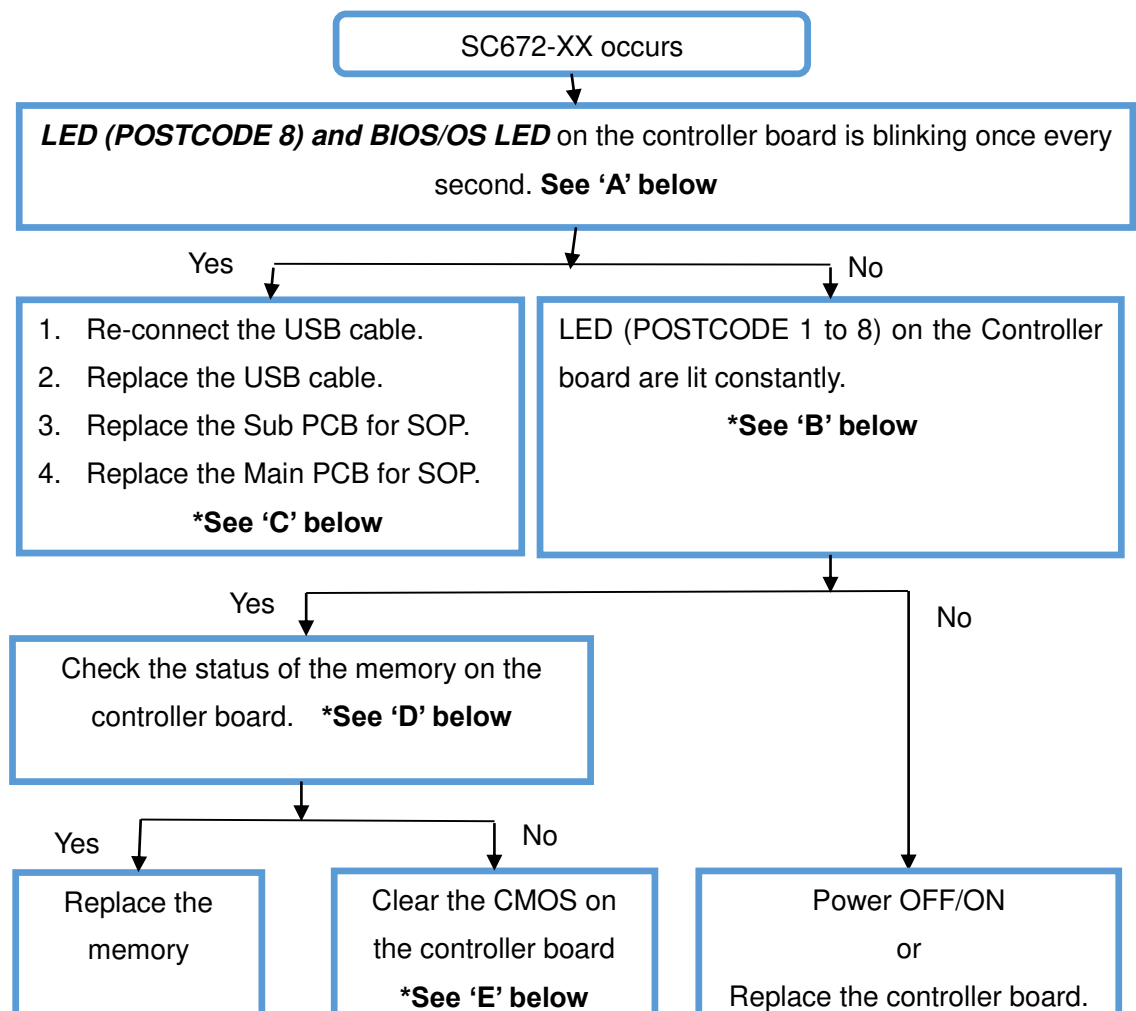 SC672-XX occurs
LED (POSTCODE 8) and BIOS/OS LED on the controller board is blinking once every
second. See ‘A’ below
Yes
No
1. Re-connect the USB cable.
2. Replace the USB cable.
3. Replace the Sub PCB for SOP.
4. Replace the Main PCB for SOP.
*See ‘C’ below
LED (POSTCODE 1 to 8) on the Controller
board are lit constantly.
*See ‘B’ below
Yes
No
Check the status of the memory on the
controller board. *See ‘D’ below
Yes
No
Replace the
memory
Clear the CMOS on
the controller board
*See ‘E’ below
Power OFF/ON
or
Replace the controller board.